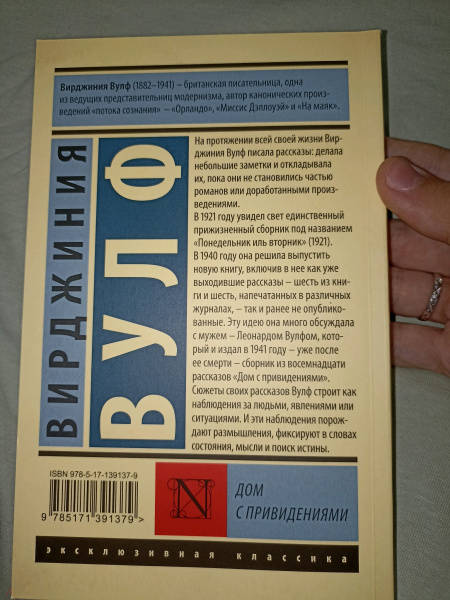 Вирджиния Вулф (1882–1941) – британская писательница, одна
из ведущих представительниц модернизма, автор канонических произ-
ведений «потока сознания» – «Орландо», «Миссис Дэллоуэй» и «На маяк».
ВИРДЖИНИЯ
ВУЛФ
На протяжении всей своей жизни Вир-
джиния Вулф писала рассказы: делала
небольшие заметки и откладывала
их, пока они не становились частью
романов или доработанными произ-
ведениями.
В 1921 году увидел свет единственный
прижизненный сборник под названием
«Понедельник иль вторник» (1921).
В 1940 году она решила выпустить
новую книгу, включив в нее как уже
выходившие рассказы – шесть из кни-
ги и шесть, напечатанных в различных
журналах, – так и ранее не опублико-
ванные. Эту идею она много обсуждала
с мужем – Леонардом Вулфом, кото-
рый и издал в 1941 году – уже после
ее смерти – сборник из восемнадцати
рассказов «Дом с привидениями».
Сюжеты своих рассказов Вулф строит как
наблюдения за людьми, явлениями или
ситуациями. И эти наблюдения порож-
дают размышления, фиксируют в словах
состояния, мысли и поиск истины.
ISBN 978-5-17-139137-9
9 785171 391379>
N
ДОМ
С ПРИВИДЕНИЯМИ
эксклюзивная классика